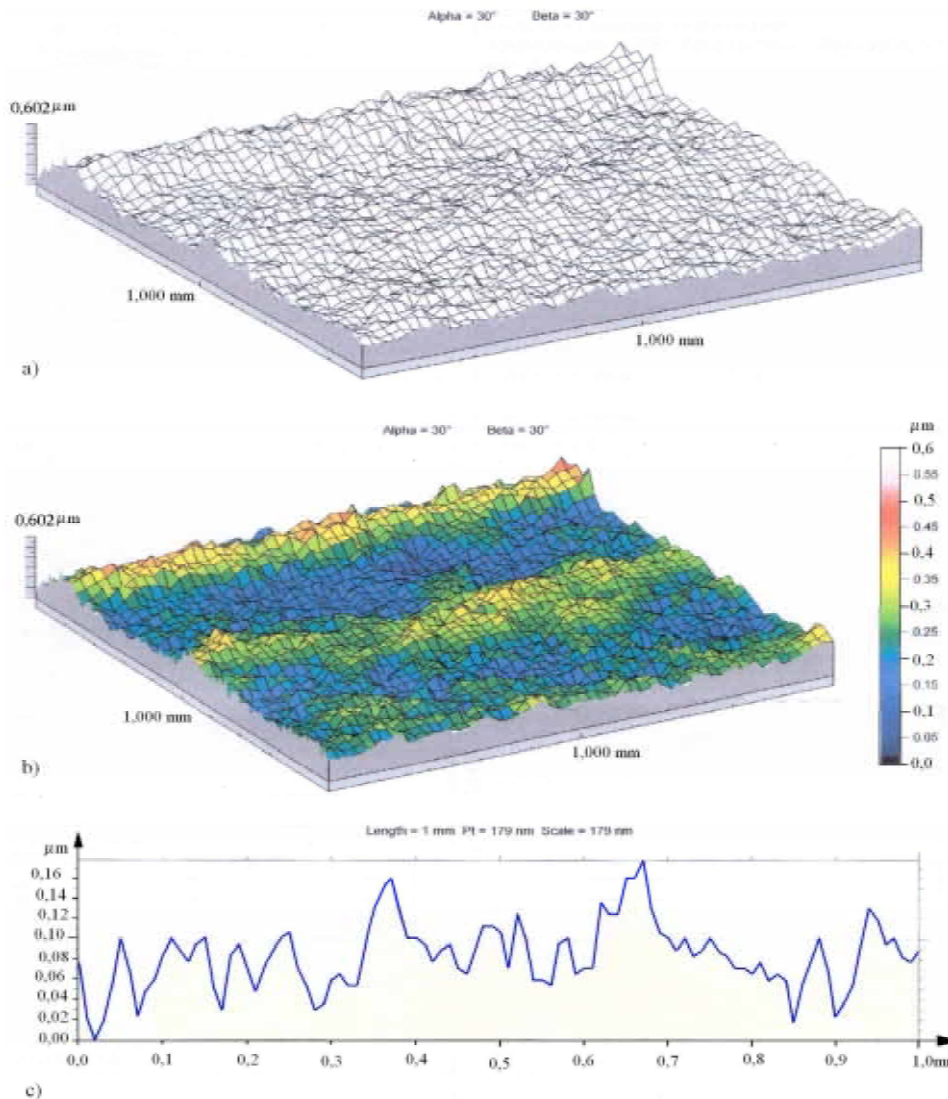 Alpha = 30° Beta = 30°
0,602 µm
1,000 mm
1,000 mm
a)
Alpha = 30° Beta = 30°
µm
0,6
0,55
0,5
0,45
0,4
0,35
0,3
0,25
0,2
0,15
0,1
0.05
0,0
0,602 µm
1,000 mm
1,000 mm
b)
Length = 1 mm Pt = 179 nm Scale = 179 nm
µm
0,16
0,14
0,12
0,10
0,08
0,06
0,04
0,02
0,00
0,0 0,1 0,2 0,3 0,4 0,5 0,6 0,7 0,8 0,9 1,0mm
c)